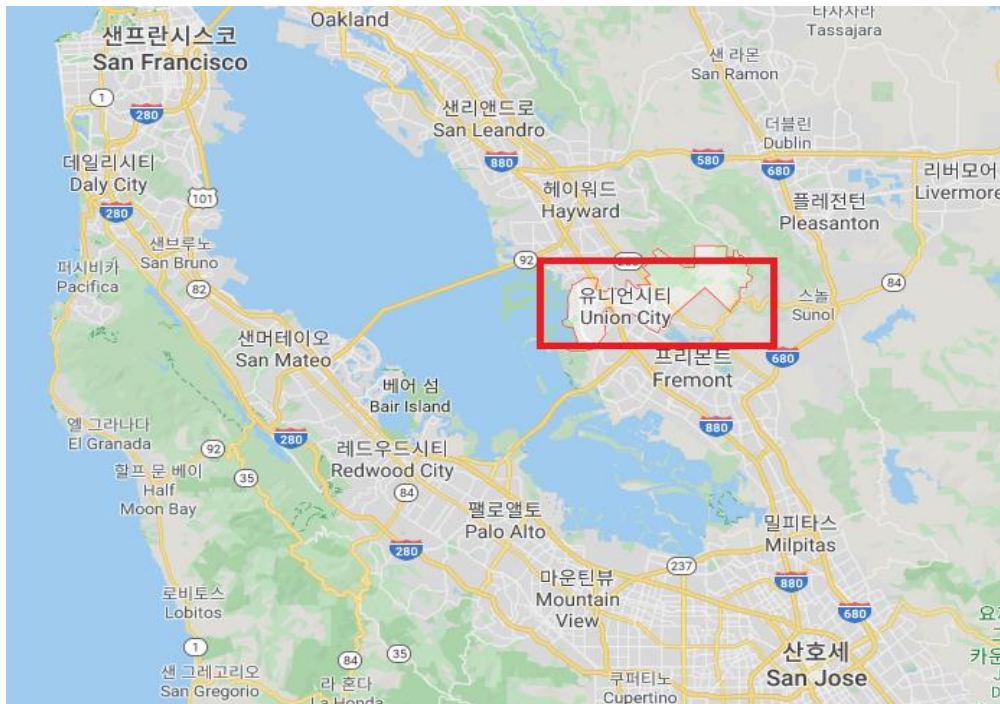 Oakland
타사자라
Tassajara
샌프란시스코
San Francisco
샌 라몬
San Ramon
1
280
샌리앤드로
San Leandro
더블린
Dublin
880
580
680
데일리시티
Daly City
리버모어
Livermore
헤이워드
Hayward
101
280
플레전턴
Pleasanton
샌브루노
San Bruno
92
퍼시비카
Pacifica
82
84
유니언시티
Union City
스놀
Sunol
샌머테이오
San Mateo
프리몬트
Fremont
680
베어 섬
Bair Island
엘 그라나다
El Granada
880
280
92
레드우드시티
Redwood City
할프 문 베이
Half
Moon Bay
35
84
팰로앨토
Palo Alto
밀피타스
Milpitas
280
237
마운틴뷰
Mountain
View
880
로비토스
Lobitos
680
1
35
84
산호세
San Jose
카운
샌 그레고리오
San Gregorio
라 혼다
La Honda
쿠퍼티노
Cupertino